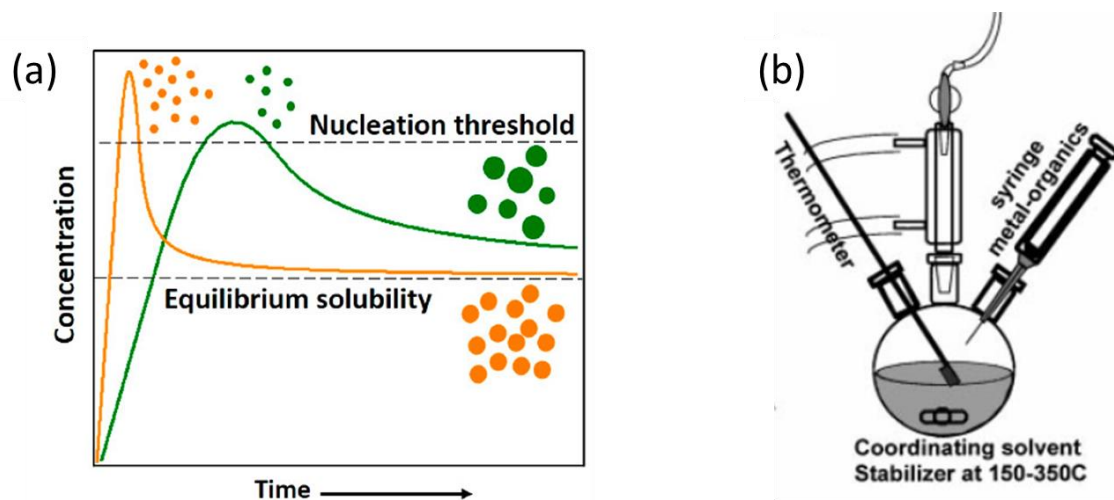 (a)
Nucleation threshold
Equilibrium solubility
Concentration
Time
(b)
Thermometer
syringe
metal-organics
Coordinating solvent
Stabilizer at 150-350C